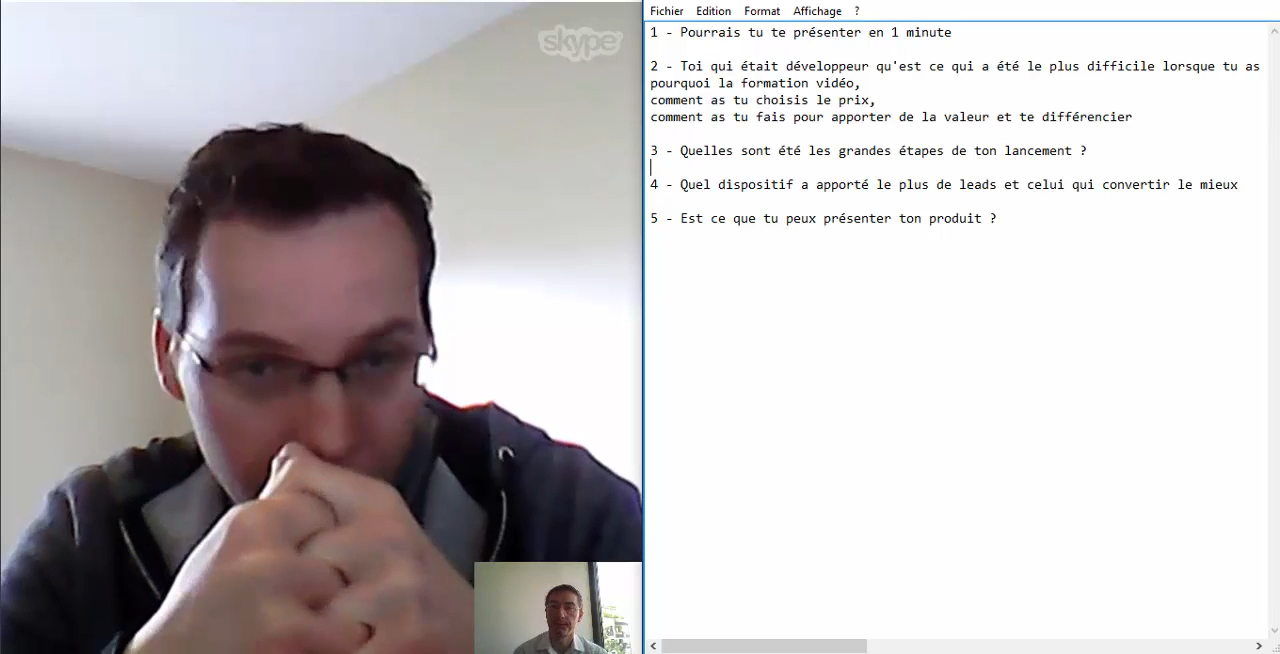 skype
Fichier Edition Format Affichage ?
1 - Pourrais tu te présenter en 1 minute
2 - Toi qui était développeur qu'est ce qui a été le plus difficile lorsque tu as
pourquoi la formation vidéo,
comment as tu choisis le prix,
comment as tu fais pour apporter de la valeur et te différencier
3 - Quelles sont été les grandes étapes de ton lancement ?
4 - Quel dispositif a apporté le plus de leads et celui qui convertir le mieux
5 - Est ce que tu peux présenter ton produit ?